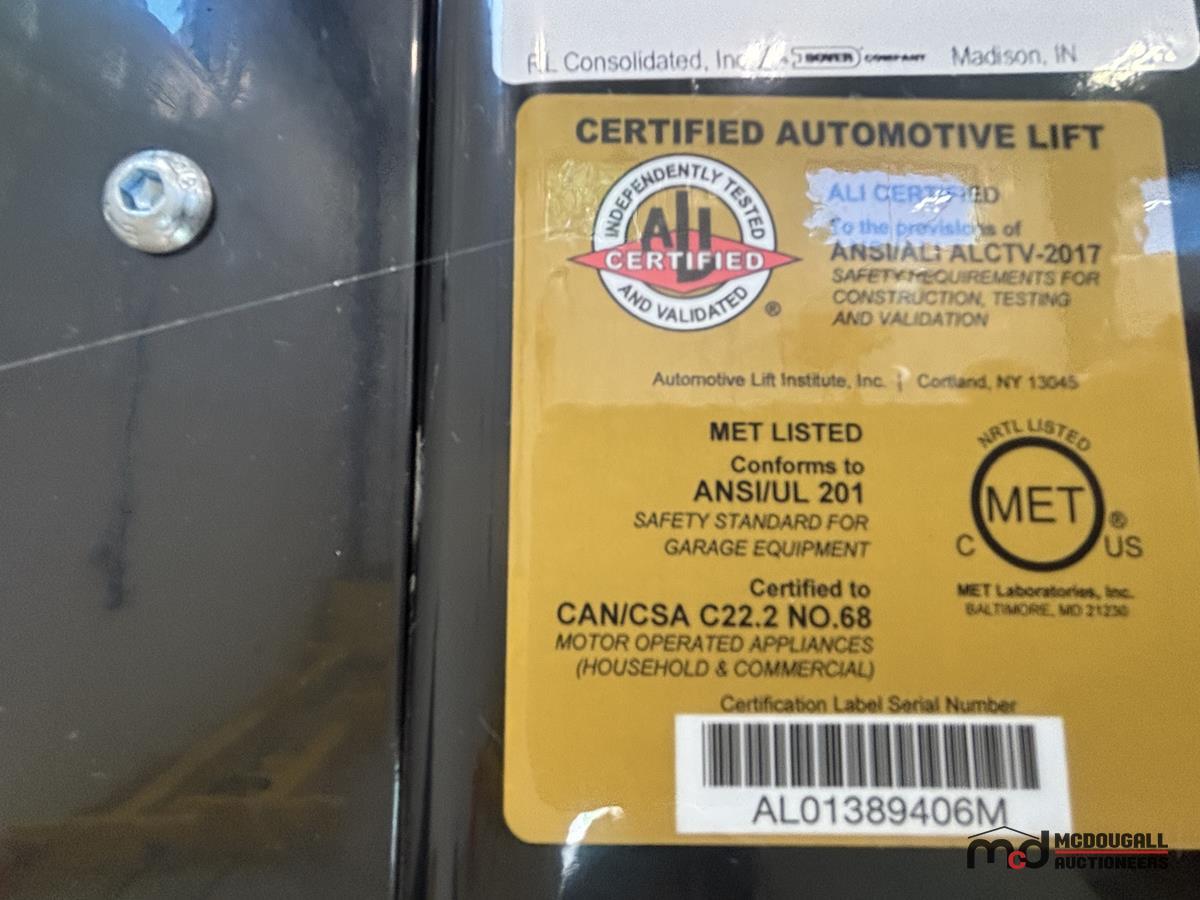 RL Consolidated, Inc. / A DOVER COMPANY Madison, IN
CERTIFIED AUTOMOTIVE LIFT
INDEPENDENTLY TESTED
ALI
CERTIFIED
AND VALIDATED
®
ALI CERTIFIED
To the provisions of
ANSI/ALI ALCTV-2017
SAFETY REQUIREMENTS FOR
CONSTRUCTION, TESTING
AND VALIDATION
Automotive Lift Institute, Inc. | Cortland, NY 13045
MET LISTED
Conforms to
ANSI/UL 201
SAFETY STANDARD FOR
GARAGE EQUIPMENT
Certified to
CAN/CSA C22.2 NO.68
MOTOR OPERATED APPLIANCES
(HOUSEHOLD & COMMERCIAL)
NRTL LISTED
MET
®
C US
MET Laboratories, Inc.
BALTIMORE, MD 21230
Certification Label Serial Number
AL01389406M
mcd MCDOUGALL
AUCTIONEERS